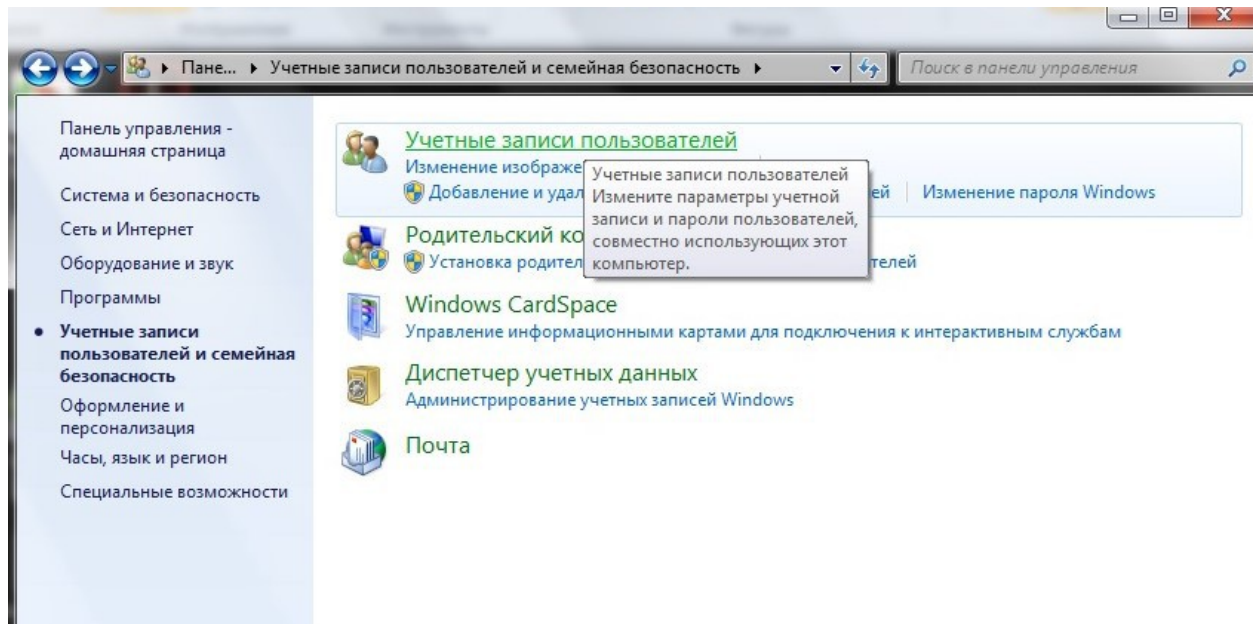 Пане... Учетные записи пользователей и семейная безопасность
Поиск в панели управления
Панель управления -
домашняя страница
Система и безопасность
Сеть и Интернет
Оборудование и звук
Программы
Учетные записи
пользователей и семейная
безопасность
Оформление и
персонализация
Часы, язык и регион
Специальные возможности
Учетные записи пользователей
Изменение изображе
Добавление и удал ей Изменение пароля Windows
Учетные записи пользователей
Измените параметры учетной
записи и пароли пользователей,
совместно использующих этот
компьютер.
Родительский ко
Установка родител телей
Windows CardSpace
Управление информационными картами для подключения к интерактивным службам
Диспетчер учетных данных
Администрирование учетных записей Windows
Почта